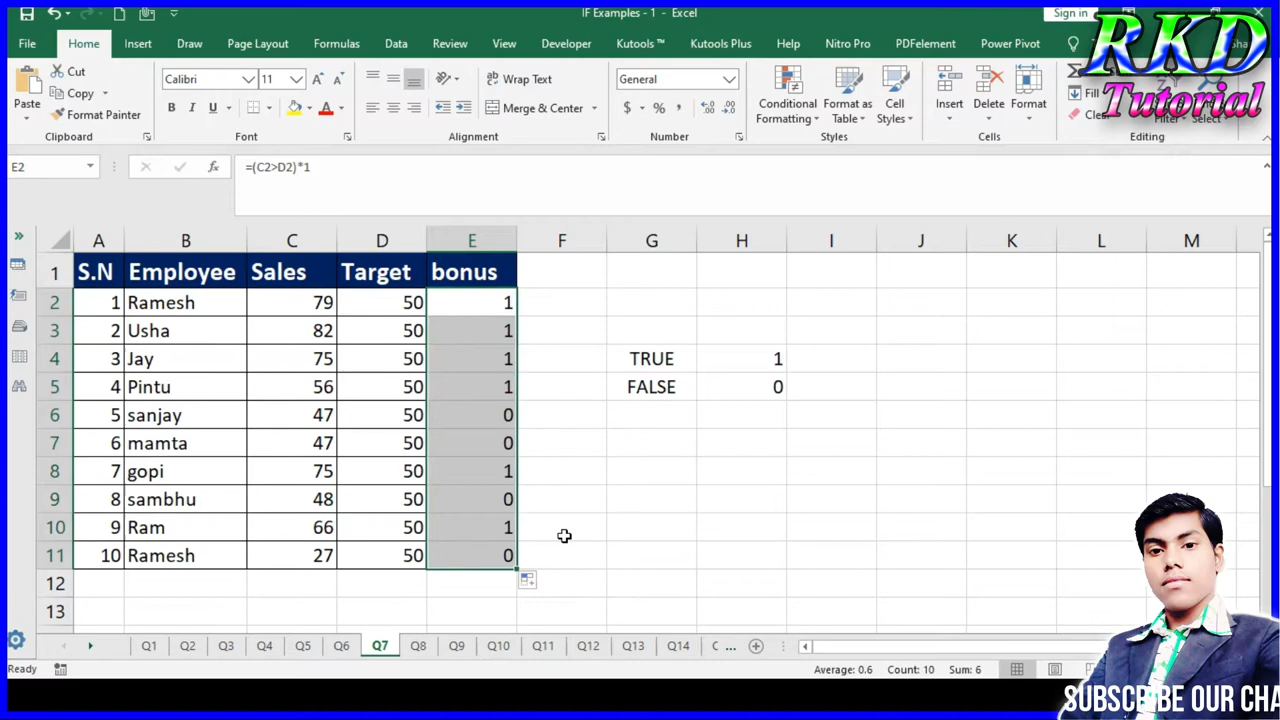 IF Examples - 1 - Excel
Sign in
RKD
Tutorial
File Home Insert Draw Page Layout Formulas Data Review View Developer Kutools ™ Kutools Plus Help Nitro Pro PDFelement Power Pivot
Paste
Cut
Copy
Format Painter
Clipboard
Calibri 11
B I U
Font
Wrap Text
Merge & Center
Alignment
General
$ %
Number
Conditional Formatting
Format as Table
Cell Styles
Styles
Insert
Delete
Format
Cells
Fill
Clear
Filter
Select
Editing
E2 fx =(C2>D2)*1
A B C D E F G H I J K L M
1 S.N Employee Sales Target bonus
2 1 Ramesh 79 50 1
3 2 Usha 82 50 1
4 3 Jay 75 50 1 TRUE 1
5 4 Pintu 56 50 1 FALSE 0
6 5 sanjay 47 50 0
7 6 mamta 47 50 0
8 7 gopi 75 50 1
9 8 sambhu 48 50 0
10 9 Ram 66 50 1
11 10 Ramesh 27 50 0
12
13
Q1 Q2 Q3 Q4 Q5 Q6 Q7 Q8 Q9 Q10 Q11 Q12 Q13 Q14 ...
Ready Average: 0.6 Count: 10 Sum: 6
SUBSCRIBE OUR CHA